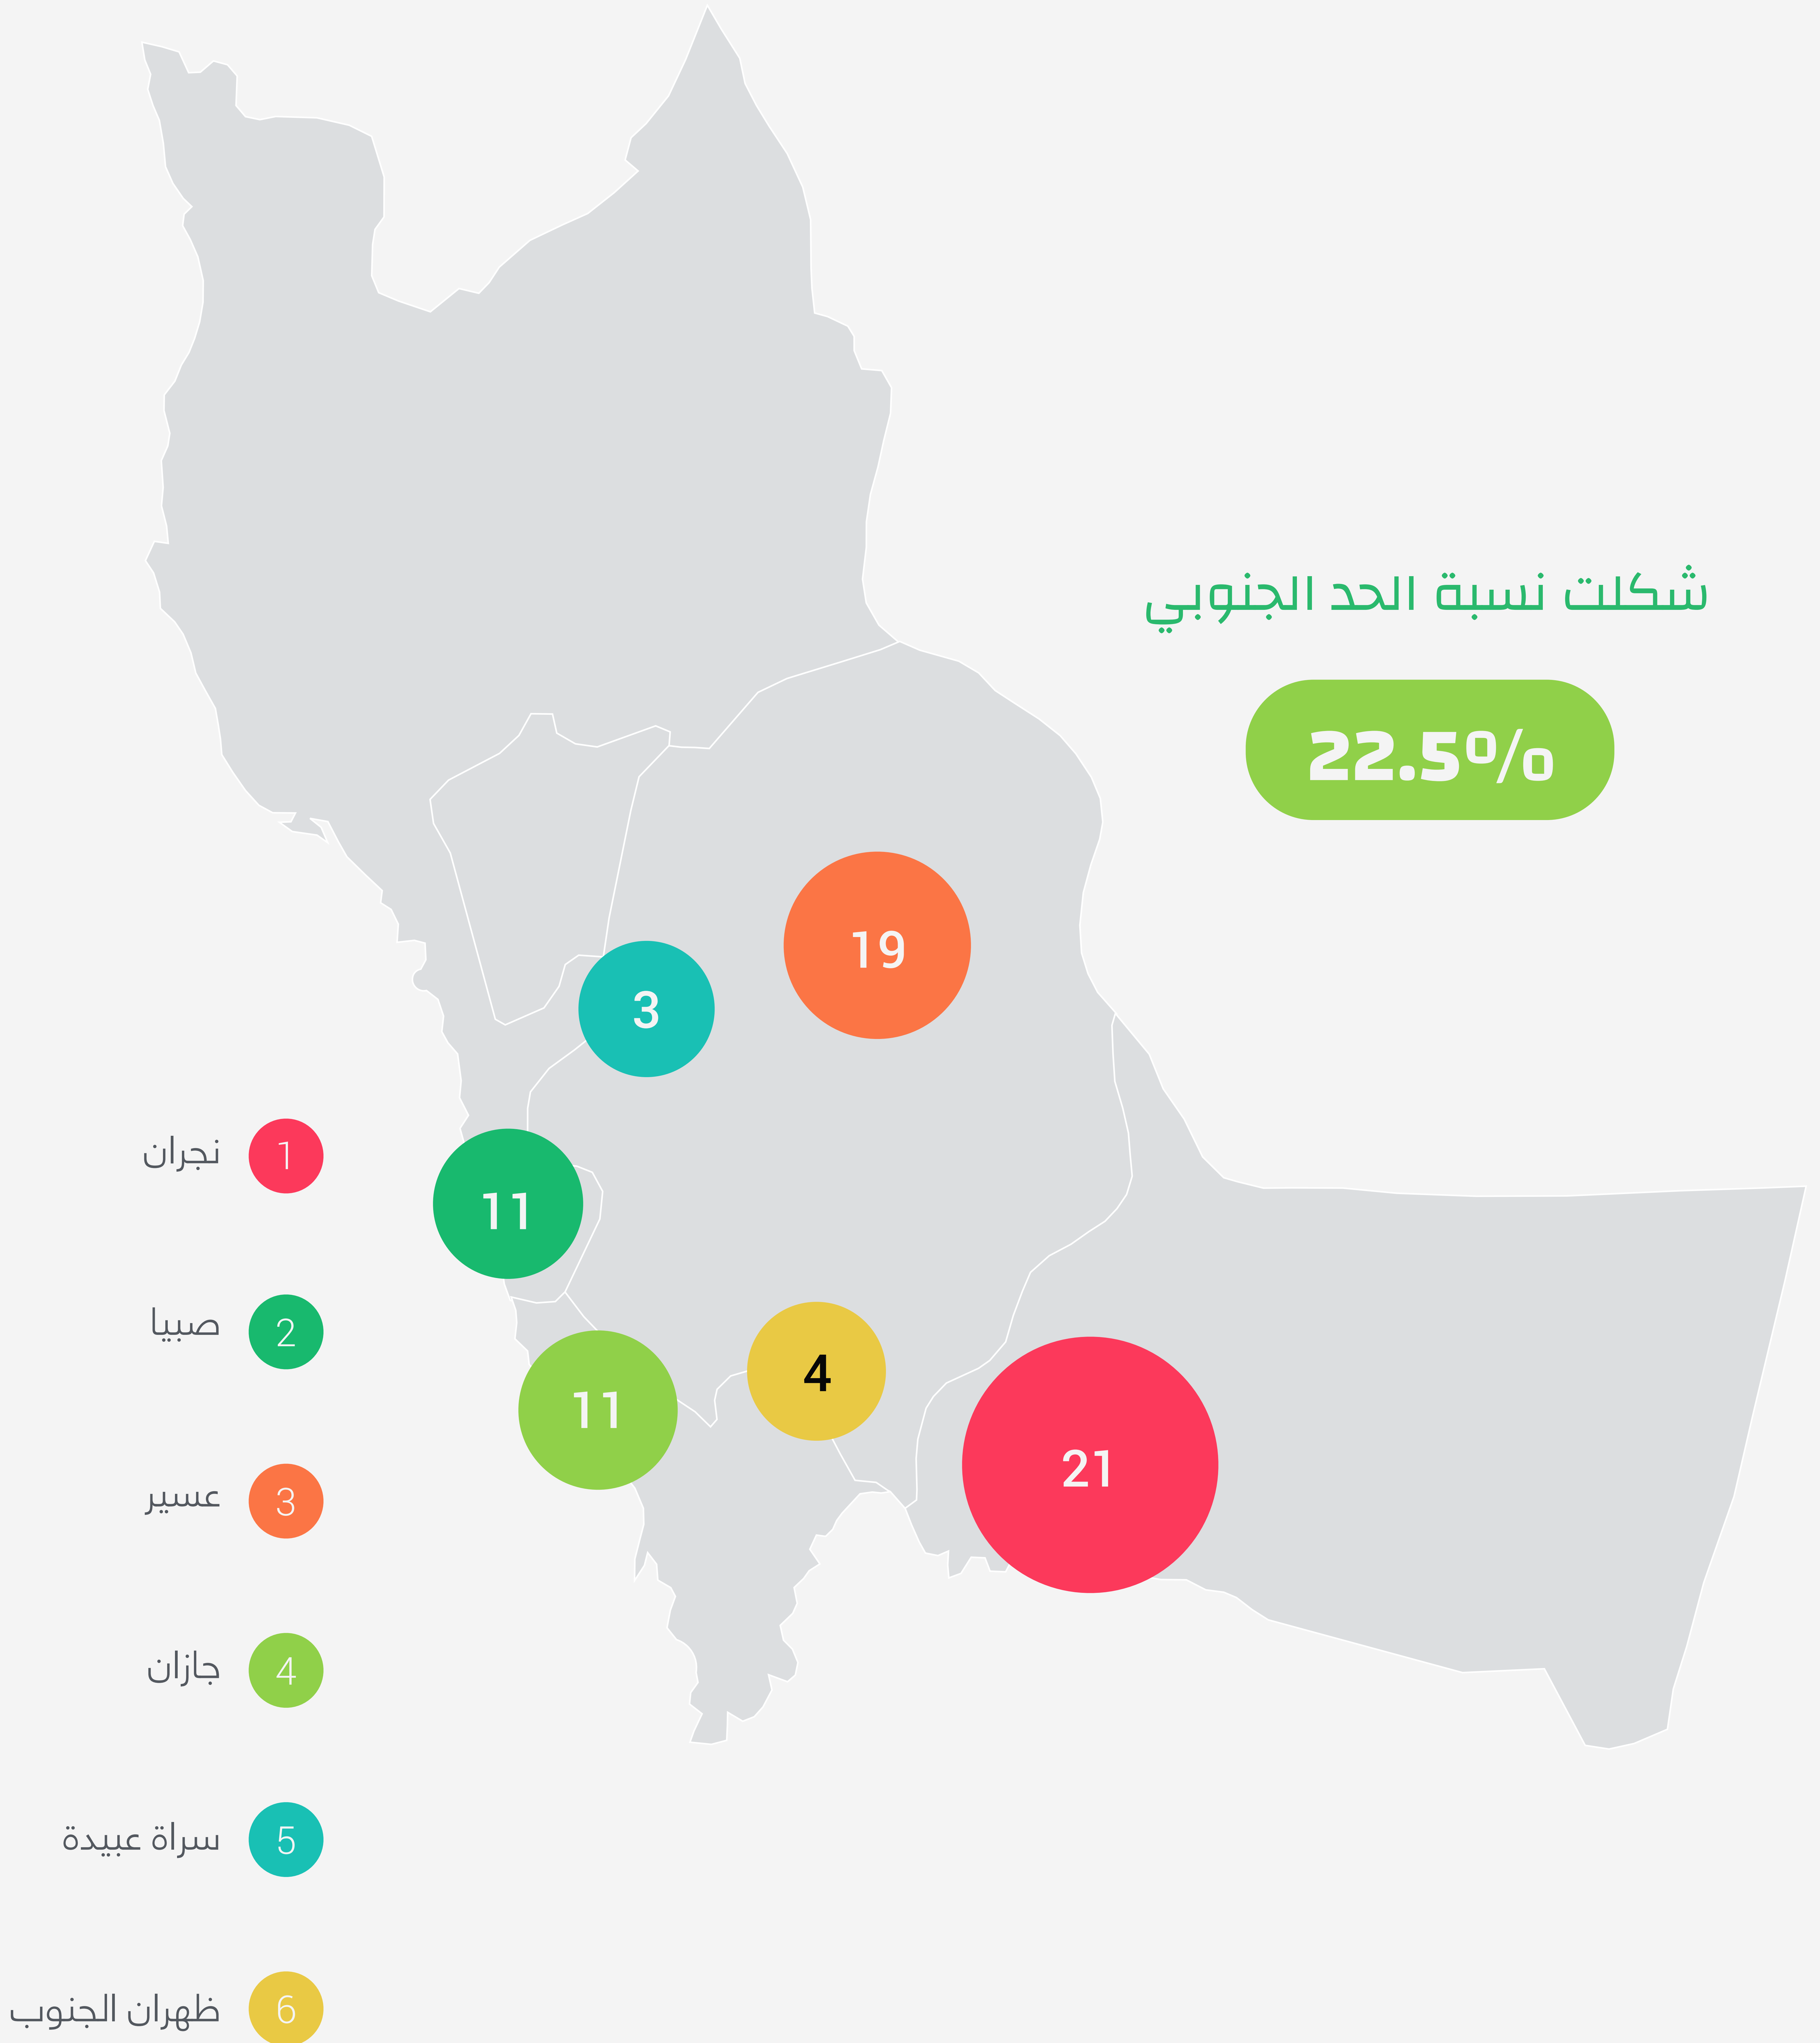 شكلت نسبة الحد الجنوبي
22.5%
19
3
11
4
11
21
1 نجران
2 صبيا
3 عسير
4 جازان
5 سراة عبيدة
6 ظهران الجنوب